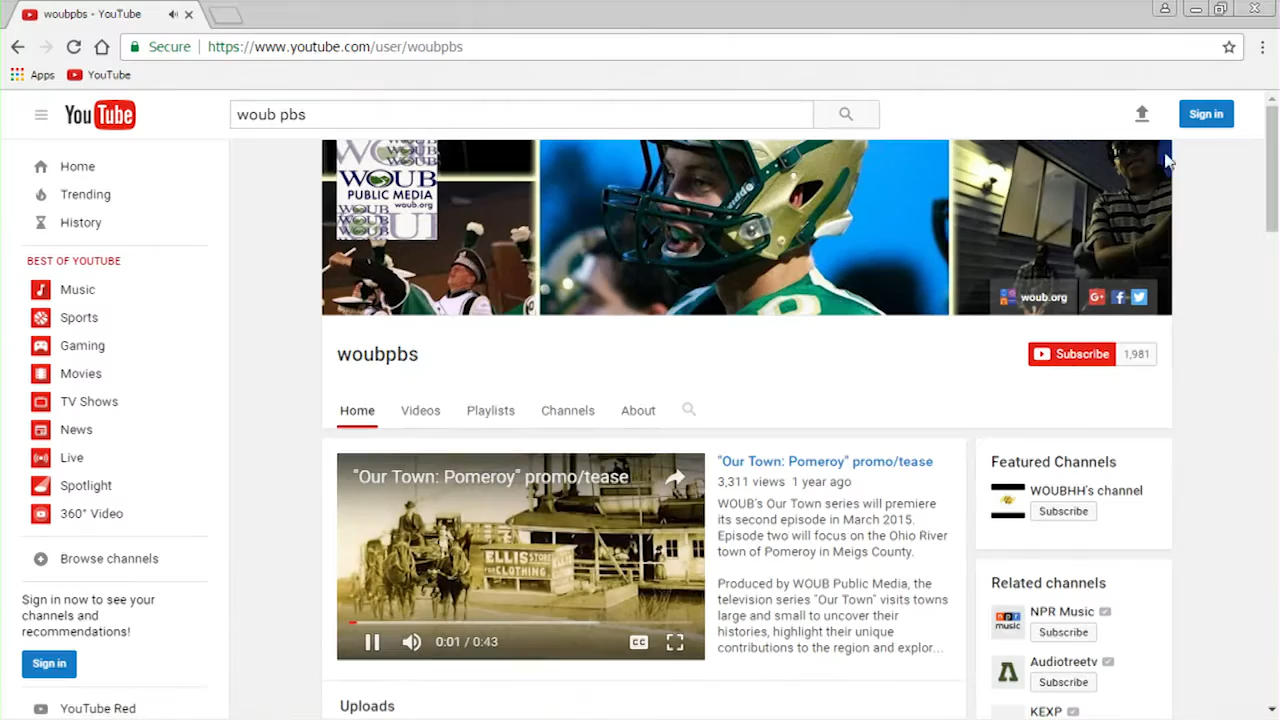 woubpbs - YouTube
Secure
https://www.youtube.com/user/woubpbs
Apps
YouTube
YouTube
woub pbs
Sign in
Home
Trending
History
BEST OF YOUTUBE
Music
Sports
Gaming
Movies
TV Shows
News
Live
Spotlight
360° Video
Browse channels
Sign in now to see your
channels and
recommendations!
Sign in
YouTube Red
WOUB
WOUB
PUBLIC MEDIA
woub.org
woub.org
woubpbs
Subscribe
1,981
Home
Videos
Playlists
Channels
About
"Our Town: Pomeroy" promo/tease
ELLIS STORE
FOR CLOTHING
0:01 / 0:43
CC
"Our Town: Pomeroy" promo/tease
3,311 views 1 year ago
WOUB's Our Town series will premiere
its second episode in March 2015.
Episode two will focus on the Ohio River
town of Pomeroy in Meigs County.
Produced by WOUB Public Media, the
television series "Our Town" visits towns
large and small to uncover their
histories, highlight their unique
contributions to the region and explor...
Uploads
Featured Channels
WOUBHH's channel
Subscribe
Related channels
npr
music
NPR Music
Subscribe
Audiotreetv
Subscribe
KEXP